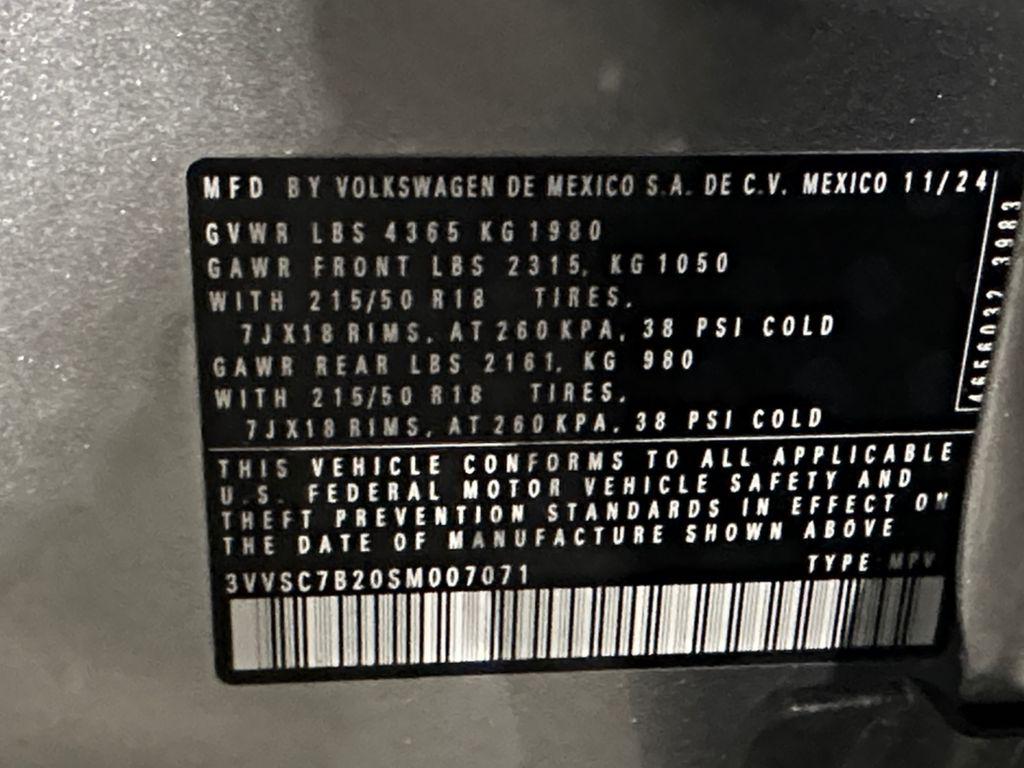 MFD BY VOLKSWAGEN DE MEXICO S.A. DE C.V. MEXICO 11/24
GVWR LBS 4365 KG 1980
GAWR FRONT LBS 2315, KG 1050
WITH 215/50 R18 TIRES,
7JX18 RIMS, AT 260 KPA, 38 PSI COLD
GAWR REAR LBS 2161, KG 980
WITH 215/50 R18 TIRES,
7JX18 RIMS, AT 260 KPA, 38 PSI COLD
THIS VEHICLE CONFORMS TO ALL APPLICABLE
U.S. FEDERAL MOTOR VEHICLE SAFETY AND
THEFT PREVENTION STANDARDS IN EFFECT ON
THE DATE OF MANUFACTURE SHOWN ABOVE
TYPE MPV
3VVSC7B20SM007071
3983